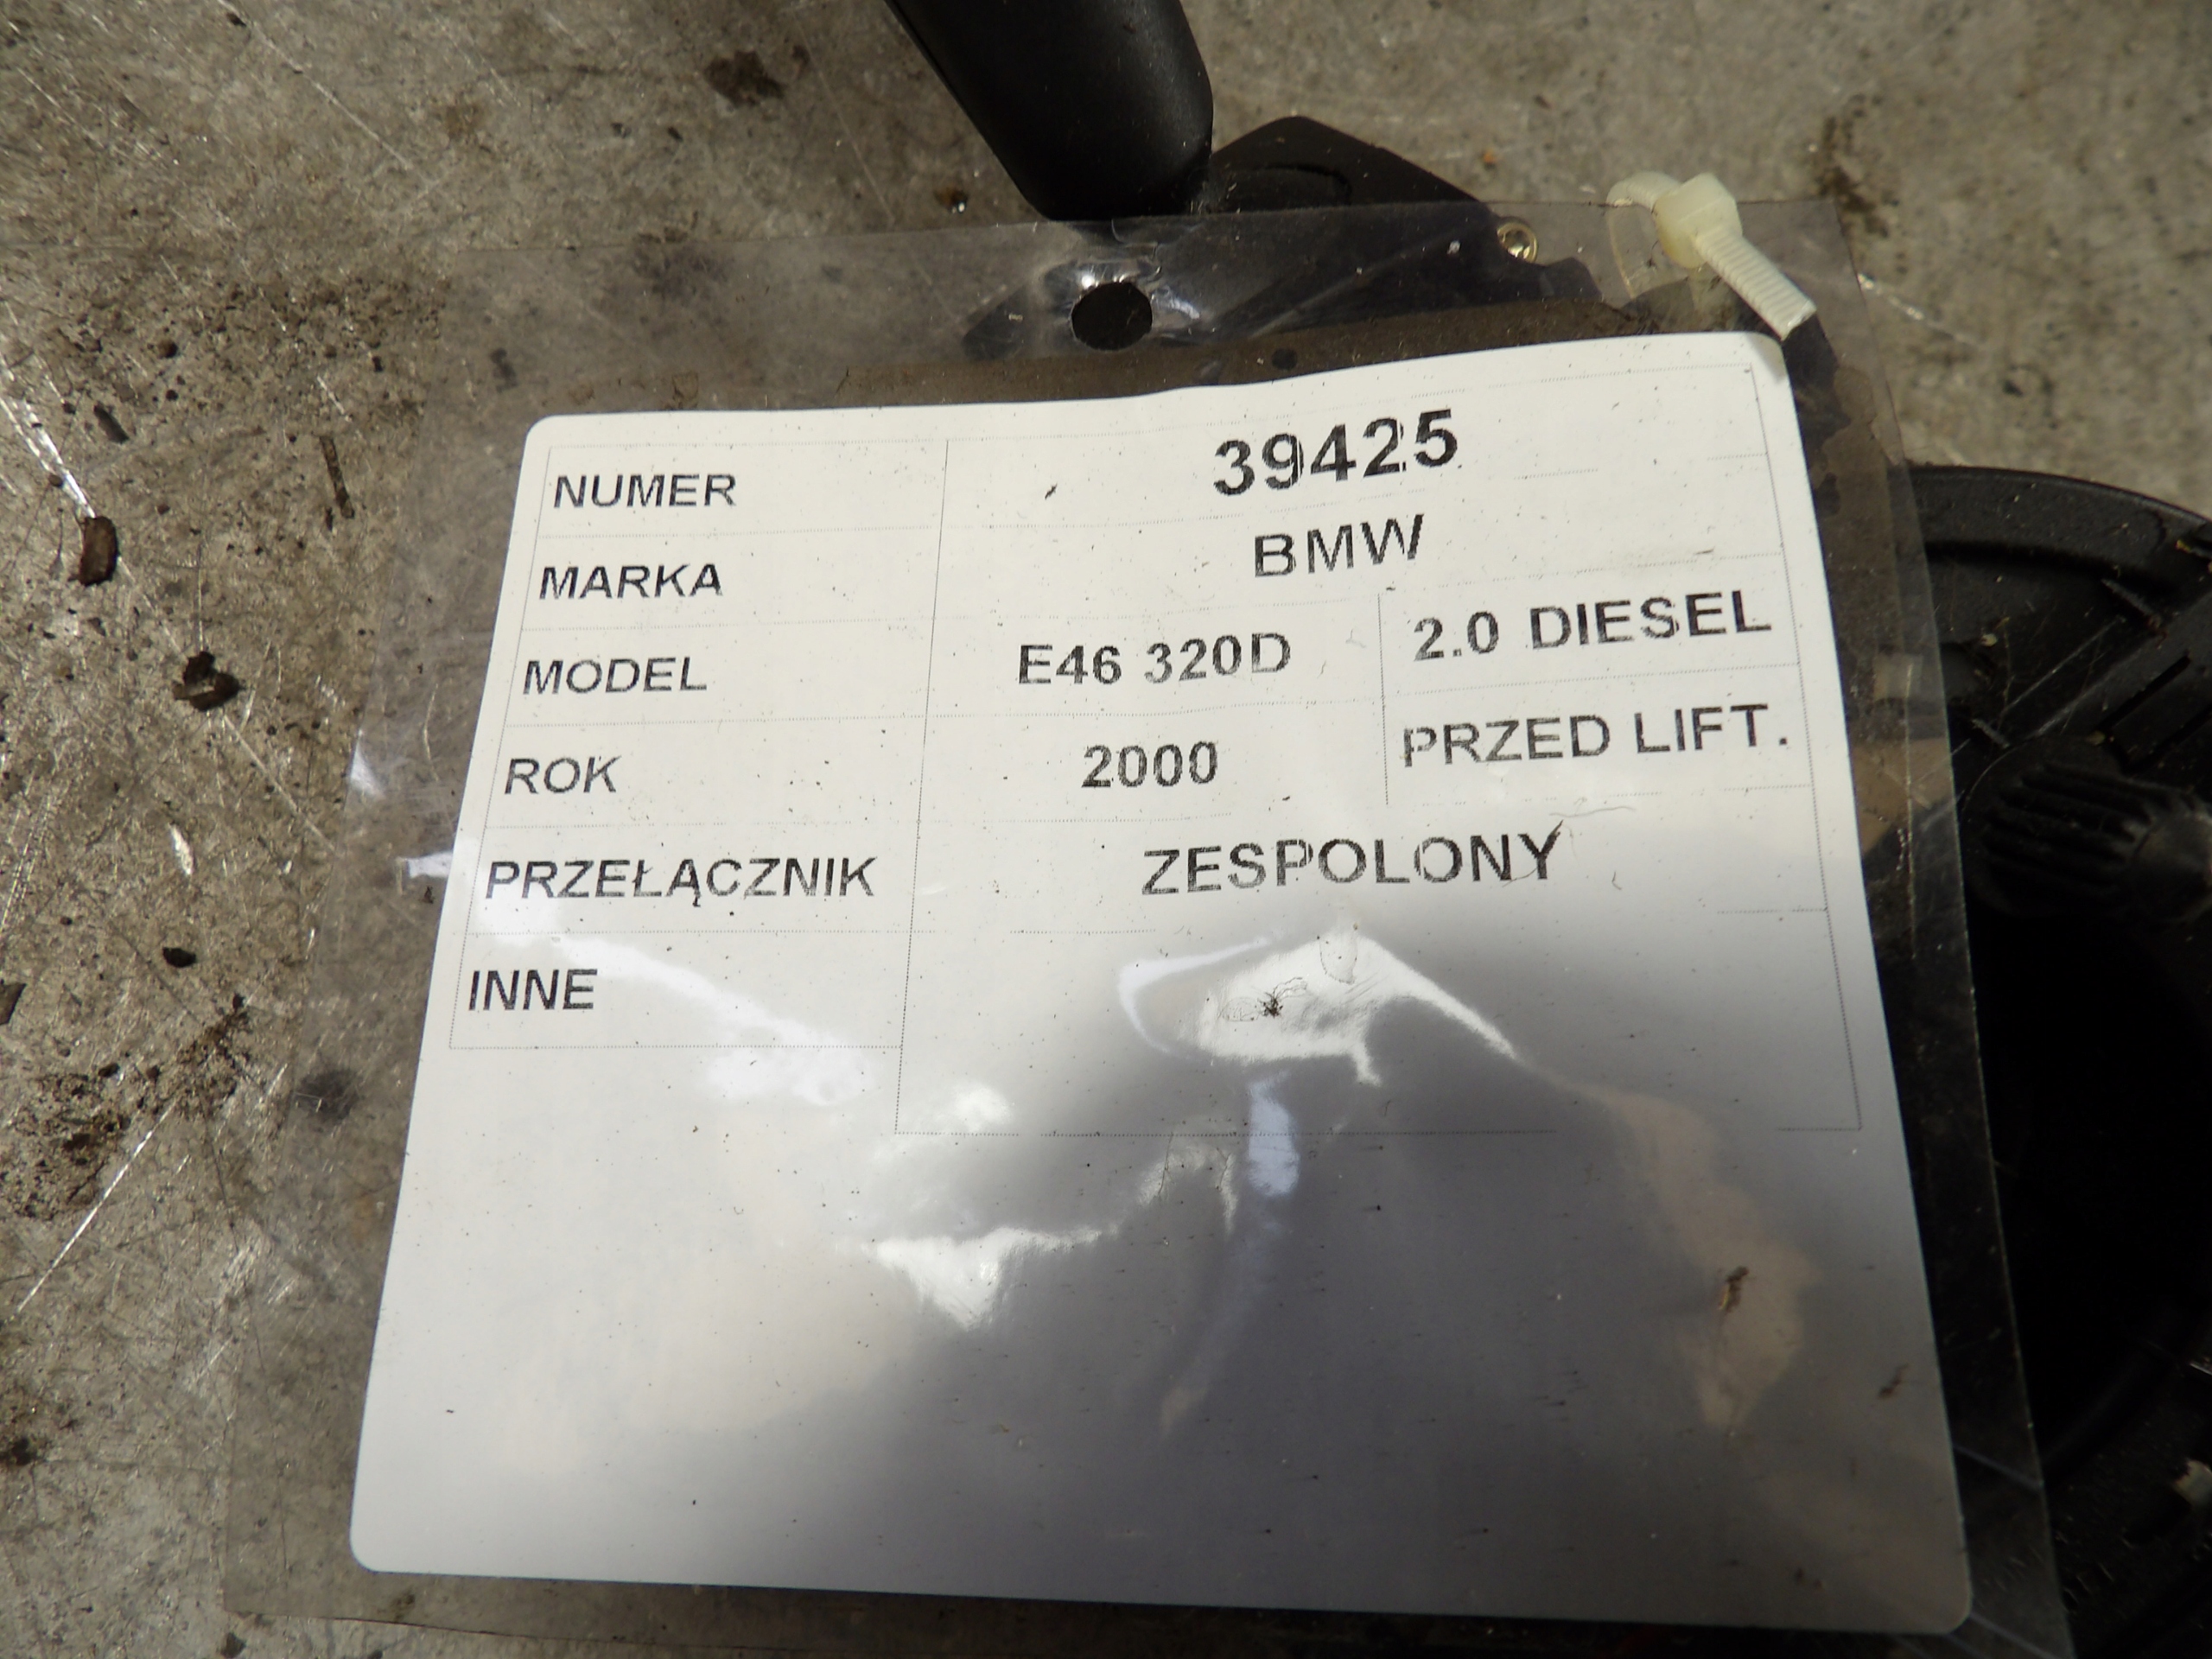 NUMER 39425
MARKA BMW
MODEL E46 320D 2.0 DIESEL
ROK 2000 PRZED LIFT.
PRZEŁĄCZNIK ZESPOLONY
INNE